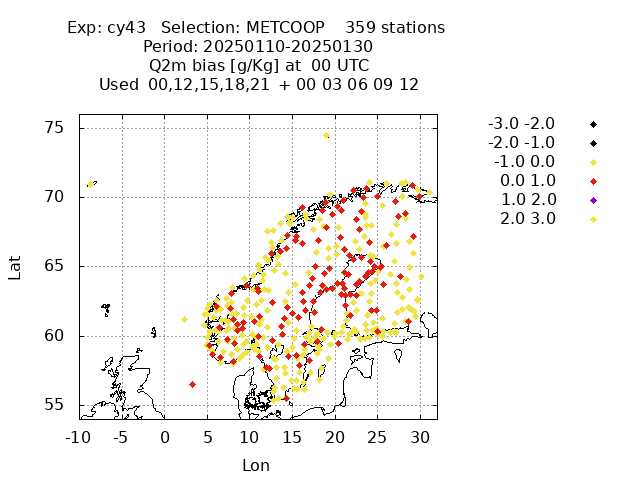 Exp: cy43   Selection: METCOOP    359 stations
Period: 20250110-20250130
Q2m bias [g/Kg] at  00 UTC
Used  00,12,15,18,21  + 00 03 06 09 12
-3.0 -2.0
-2.0 -1.0
-1.0 0.0
0.0 1.0
1.0 2.0
2.0 3.0
75
70
65
60
55
Lat
-10 -5 0 5 10 15 20 25 30
Lon